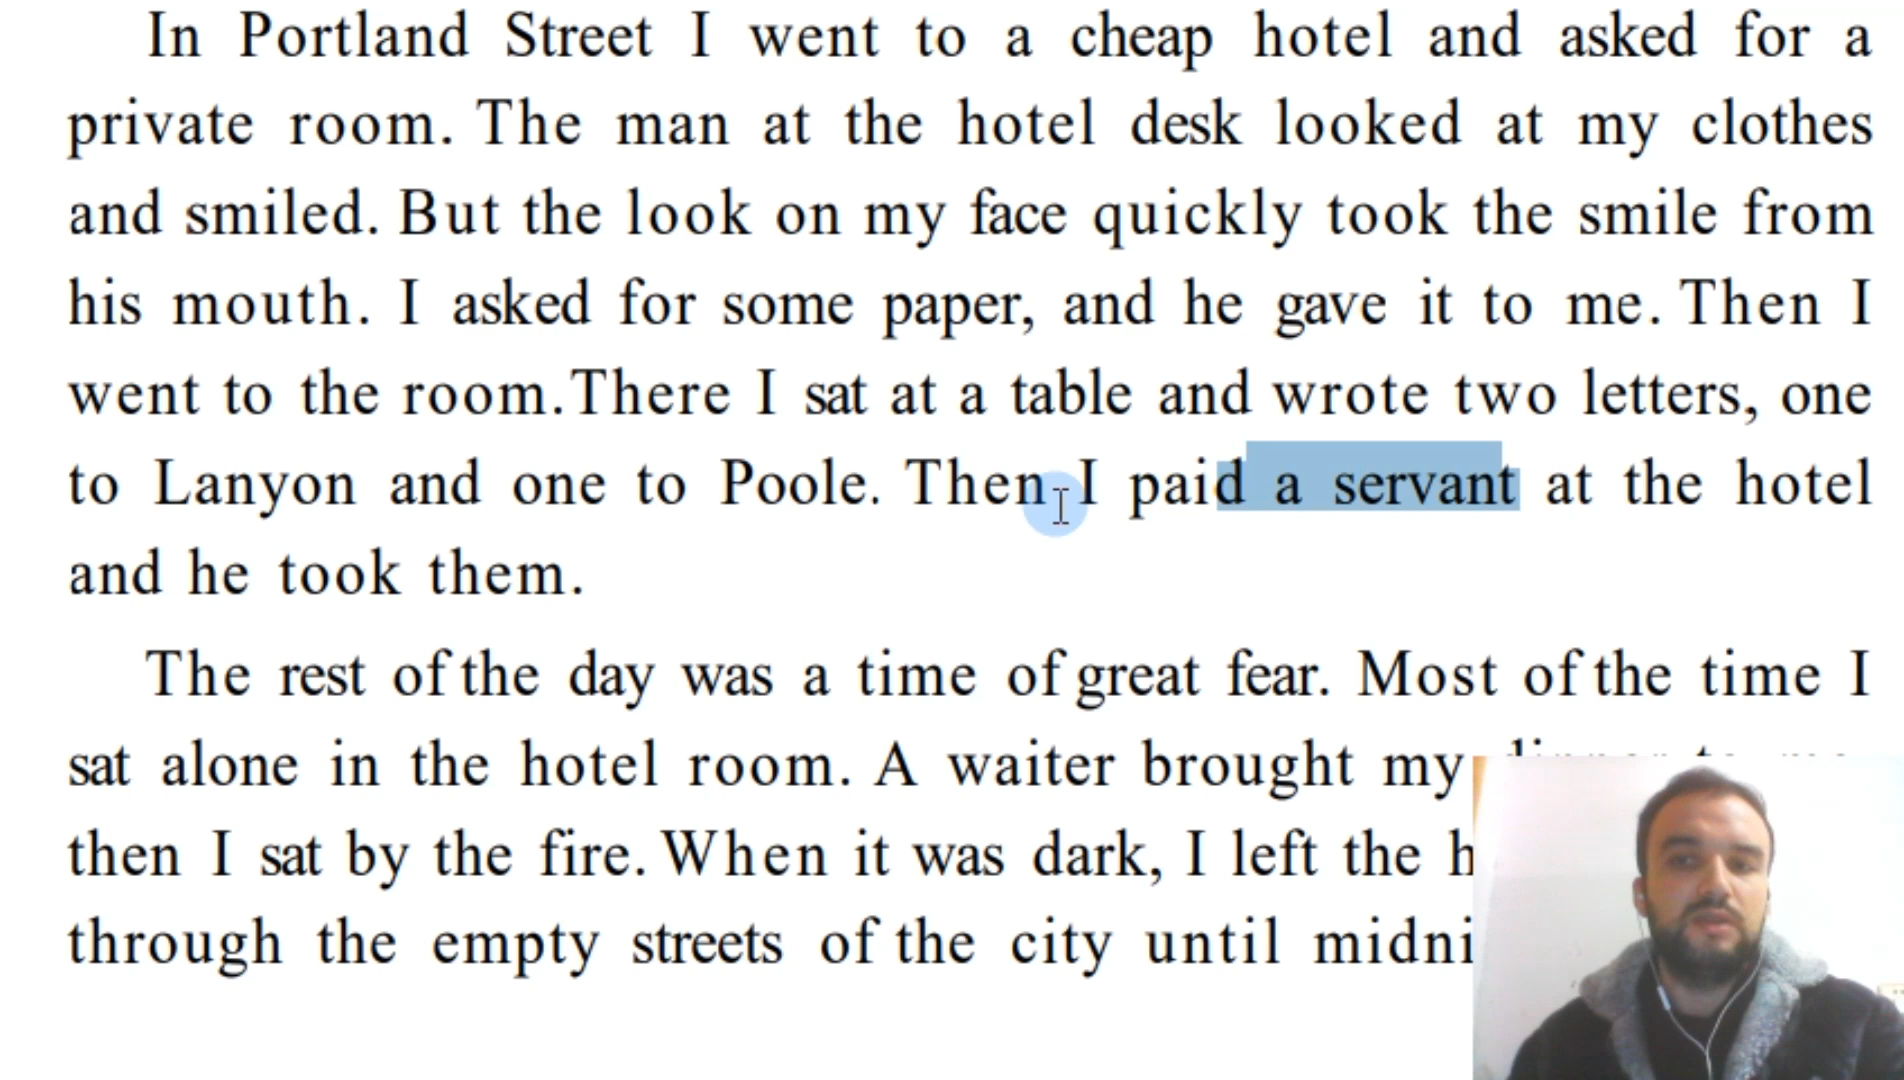 In Portland Street I went to a cheap hotel and asked for a
private room. The man at the hotel desk looked at my clothes
and smiled. But the look on my face quickly took the smile from
his mouth. I asked for some paper, and he gave it to me. Then I
went to the room.There I sat at a table and wrote two letters, one
to Lanyon and one to Poole. Then I paid a servant at the hotel
and he took them.
The rest of the day was a time of great fear. Most of the time I
sat alone in the hotel room. A waiter brought my
then I sat by the fire. When it was dark, I left the
through the empty streets of the city until